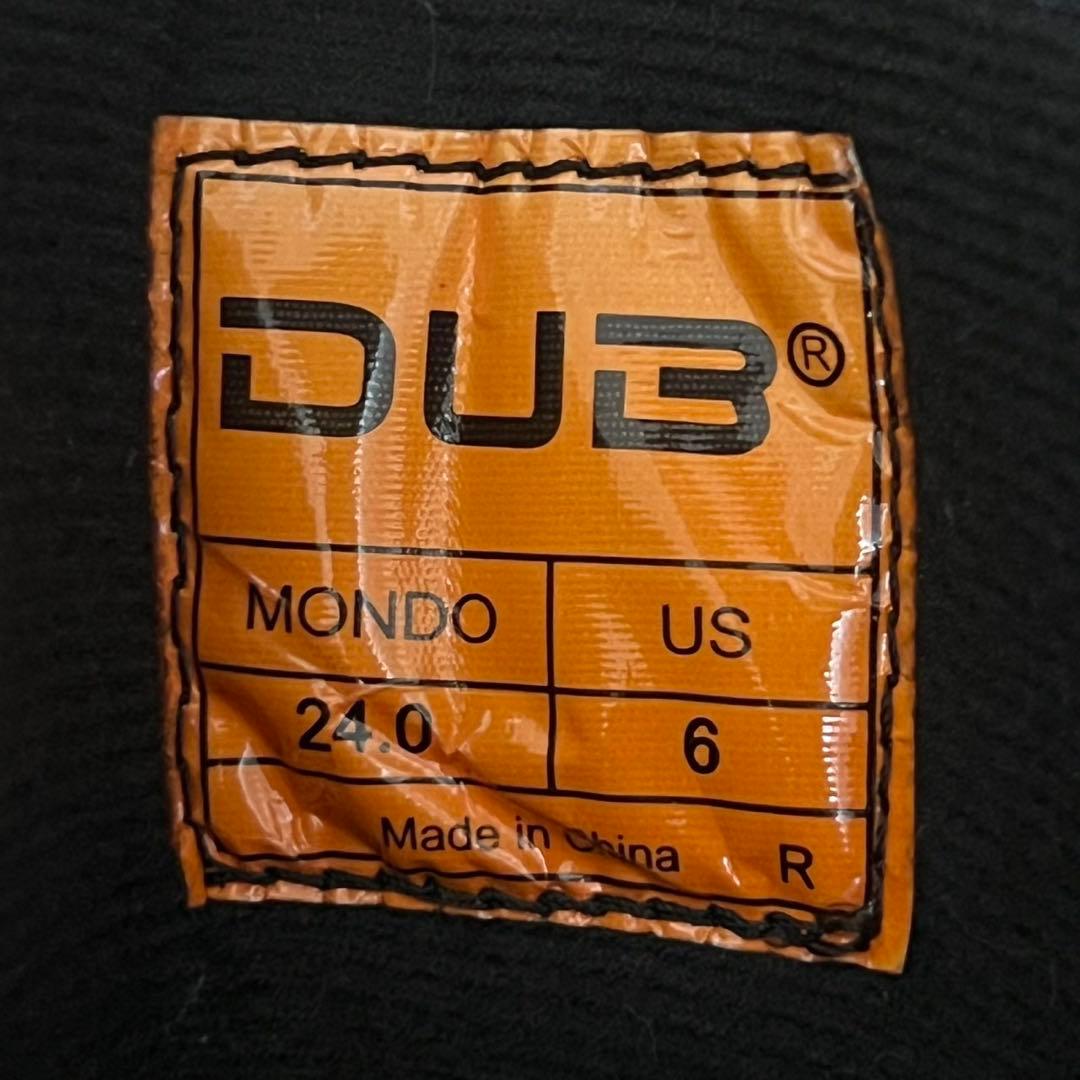 DUB®
MONDO US
24.0 6
Made in China R